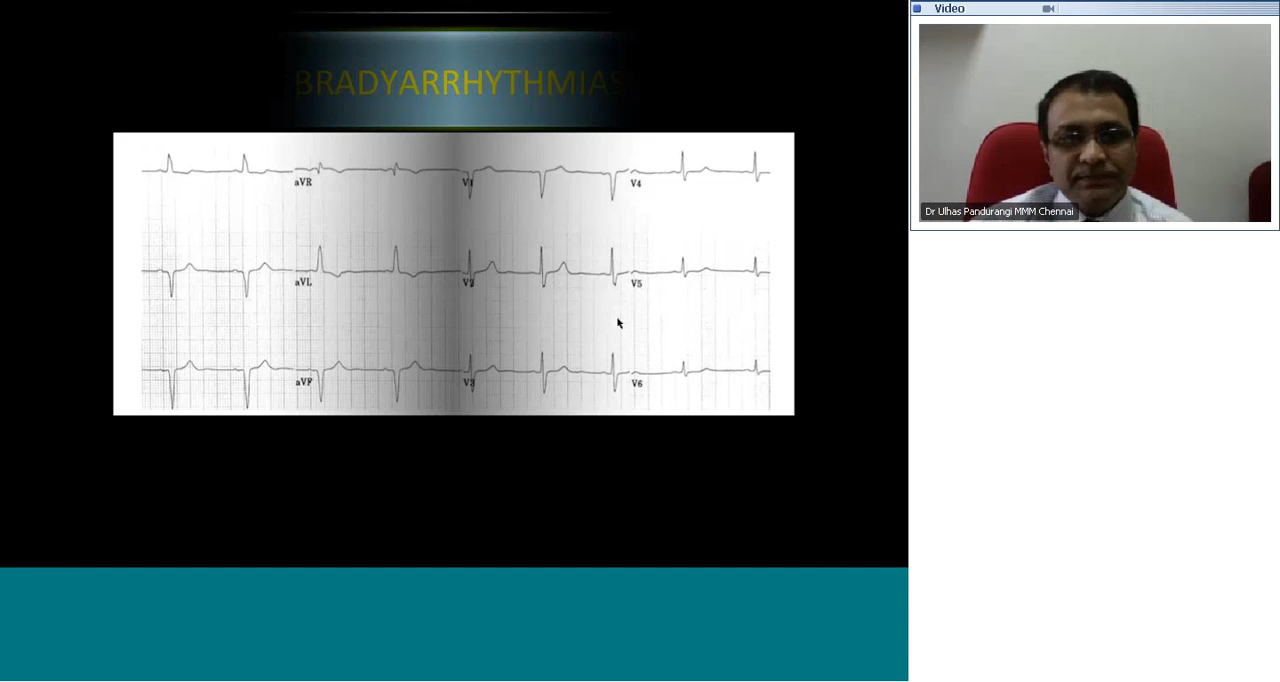 BRADYARRHYTHMIAS
aVR
V1
V4
aVL
V2
V5
aVF
V3
V6
Video
Dr Ulhas Pandurangi MMM Chennai